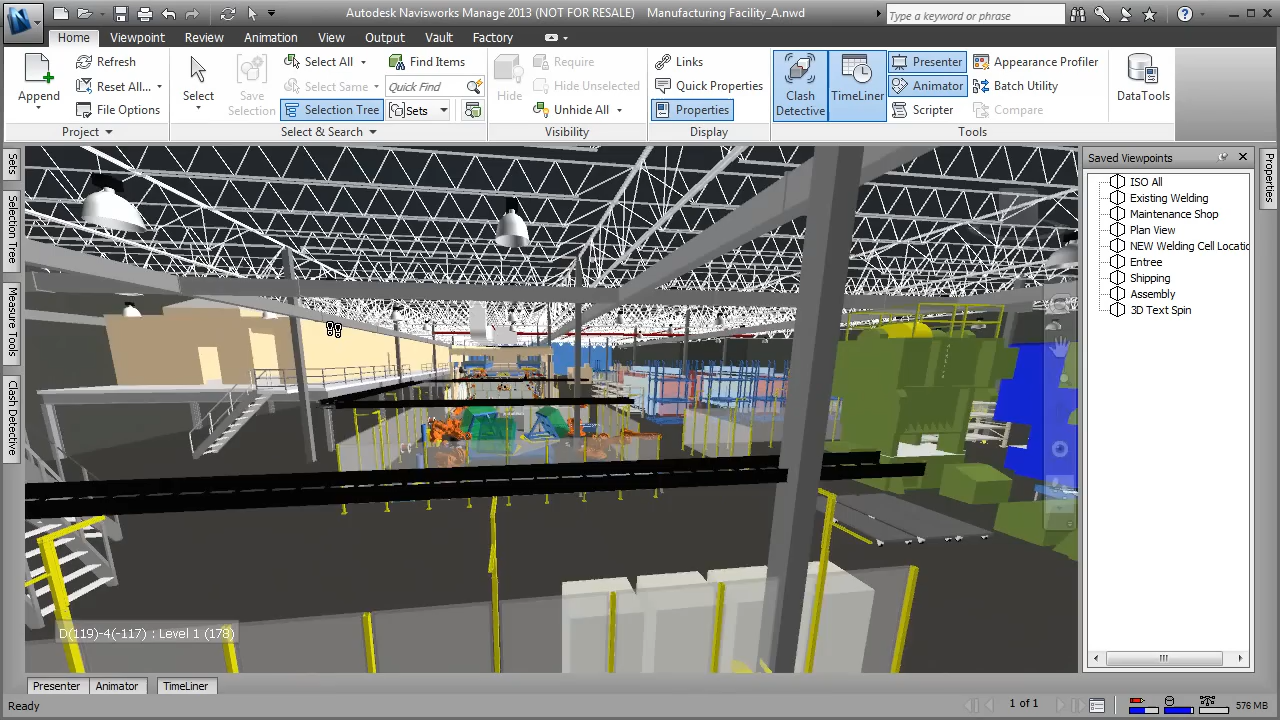 Autodesk Navisworks Manage 2013 (NOT FOR RESALE) Manufacturing Facility_A.nwd
Type a keyword or phrase
Home Viewpoint Review Animation View Output Vault Factory
Append
Refresh
Reset All...
File Options
Project
Select
Save Selection
Select All
Select Same
Selection Tree
Find Items
Quick Find
Sets
Select & Search
Hide
Require
Hide Unselected
Unhide All
Visibility
Links
Quick Properties
Properties
Display
Clash Detective
TimeLiner
Presenter
Animator
Scripter
Appearance Profiler
Batch Utility
Compare
Tools
DataTools
Sets
Selection Tree
Measure Tools
Clash Detective
D(119)-4(-117) : Level 1 (178)
Saved Viewpoints
ISO All
Existing Welding
Maintenance Shop
Plan View
NEW Welding Cell Locatic
Entree
Shipping
Assembly
3D Text Spin
Properties
Presenter Animator TimeLiner
Ready
1 of 1
576 MB